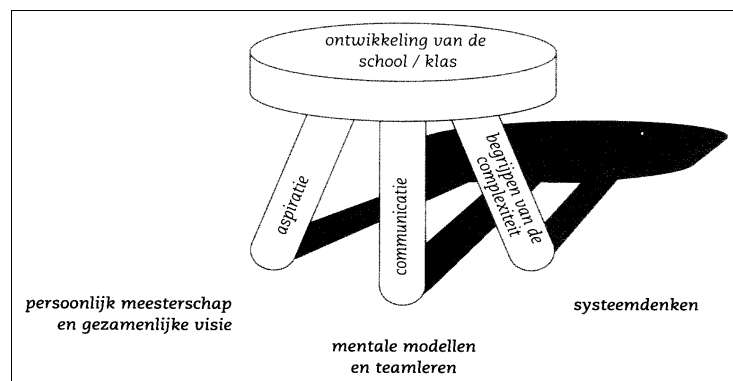 ontwikkeling van de
school / klas
aspiratie
communicatie
begrijpen van de
complexiteit
persoonlijk meesterschap
en gezamenlijke visie
mentale modellen
en teamleren
systeemdenken